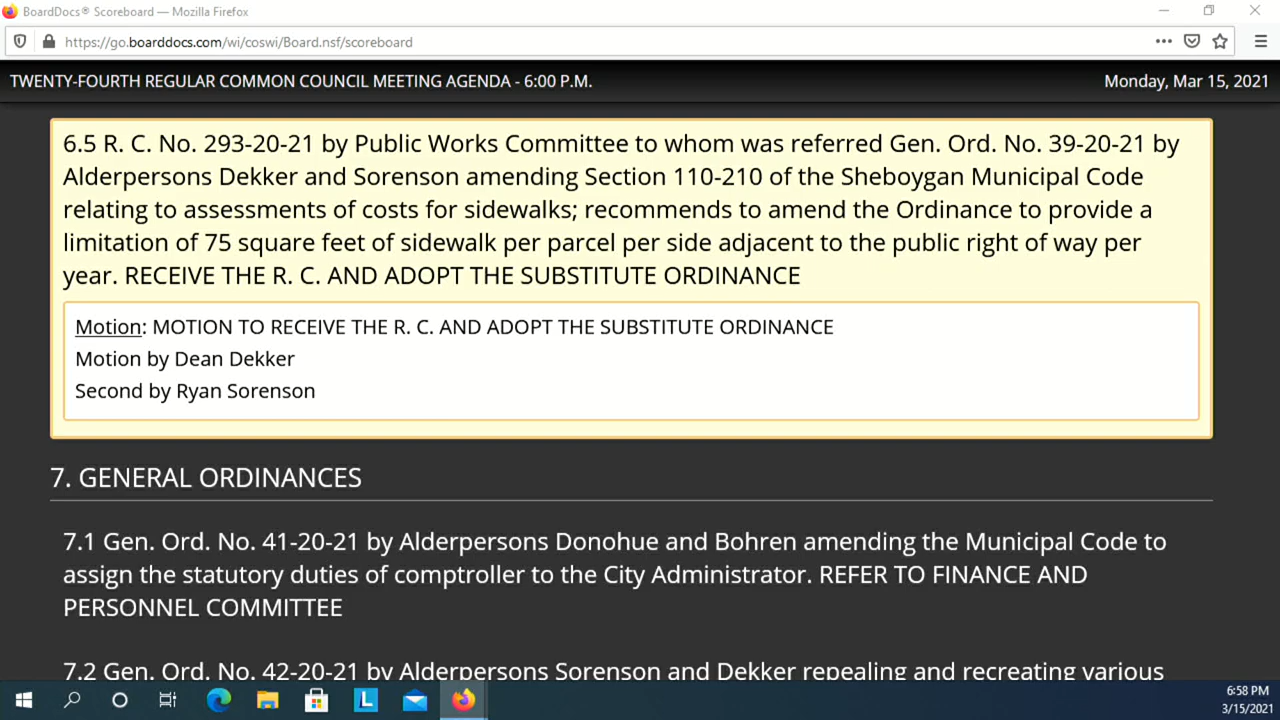 BoardDocs® Scoreboard — Mozilla Firefox
https://go.boarddocs.com/wi/coswi/Board.nsf/scoreboard
TWENTY-FOURTH REGULAR COMMON COUNCIL MEETING AGENDA - 6:00 P.M.
Monday, Mar 15, 2021
6.5 R. C. No. 293-20-21 by Public Works Committee to whom was referred Gen. Ord. No. 39-20-21 by
Alderpersons Dekker and Sorenson amending Section 110-210 of the Sheboygan Municipal Code
relating to assessments of costs for sidewalks; recommends to amend the Ordinance to provide a
limitation of 75 square feet of sidewalk per parcel per side adjacent to the public right of way per
year. RECEIVE THE R. C. AND ADOPT THE SUBSTITUTE ORDINANCE
Motion: MOTION TO RECEIVE THE R. C. AND ADOPT THE SUBSTITUTE ORDINANCE
Motion by Dean Dekker
Second by Ryan Sorenson
7. GENERAL ORDINANCES
7.1 Gen. Ord. No. 41-20-21 by Alderpersons Donohue and Bohren amending the Municipal Code to
assign the statutory duties of comptroller to the City Administrator. REFER TO FINANCE AND
PERSONNEL COMMITTEE
7.2 Gen. Ord. No. 42-20-21 by Alderpersons Sorenson and Dekker repealing and recreating various
L
6:58 PM
3/15/2021